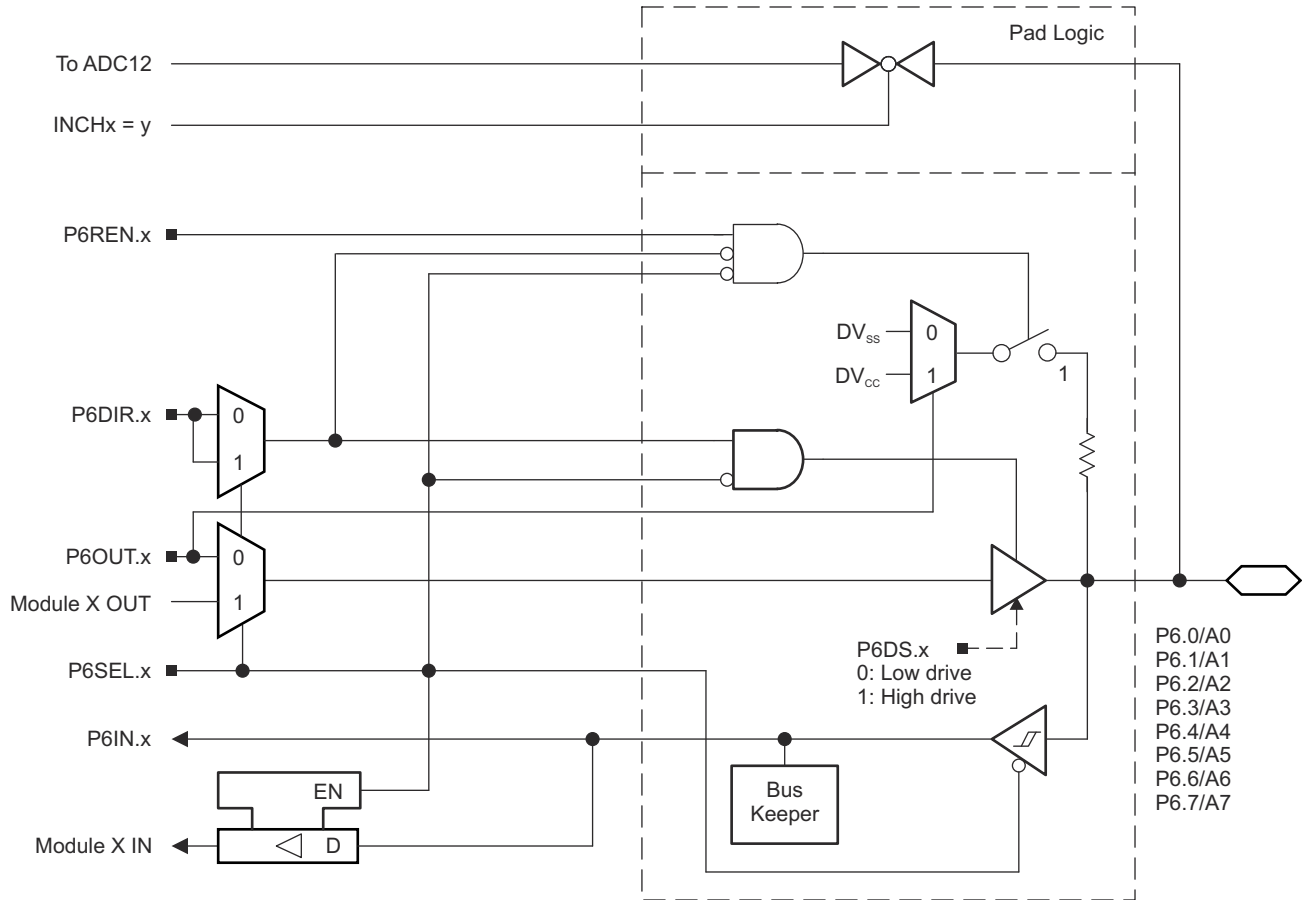 Pad Logic
To ADC12
INCHx = y
P6REN.x
DVSS
0
DVCC
1
1
P6DIR.x
0
1
P6OUT.x
0
Module X OUT
1
P6SEL.x
P6DS.x
0: Low drive
1: High drive
P6.0/A0
P6.1/A1
P6.2/A2
P6.3/A3
P6.4/A4
P6.5/A5
P6.6/A6
P6.7/A7
P6IN.x
Bus
Keeper
EN
Module X IN
D